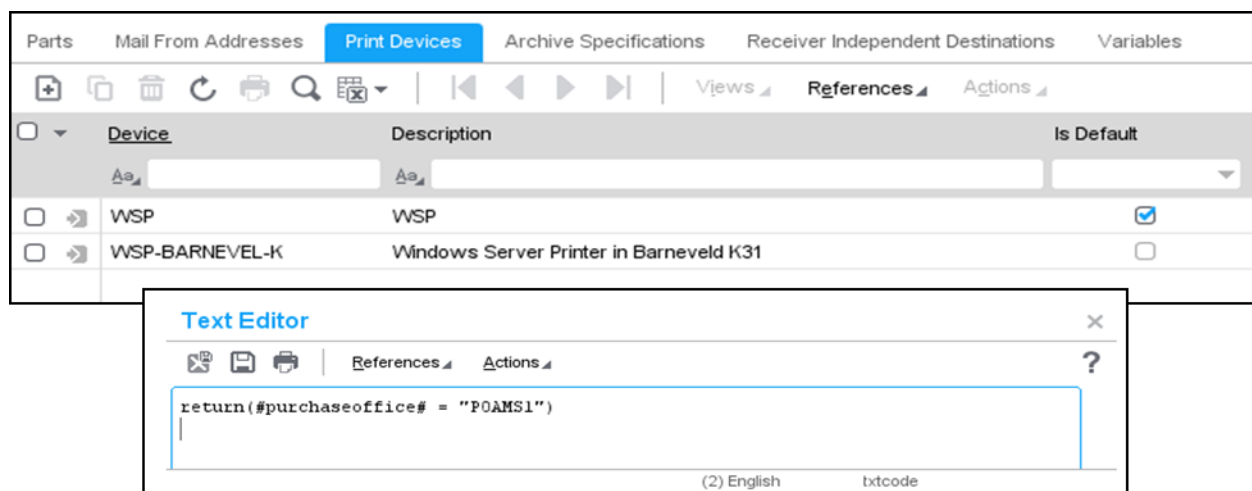 Parts Mail From Addresses Print Devices Archive Specifications Receiver Independent Destinations Variables
Views References Actions
Device Description Is Default
Aa Aa
WSP WSP
WSP-BARNEVEL-K Windows Server Printer in Barneveld K31
Text Editor
References Actions ?
return(#purchaseoffice# = "POAMS1")
(2) English txtcode